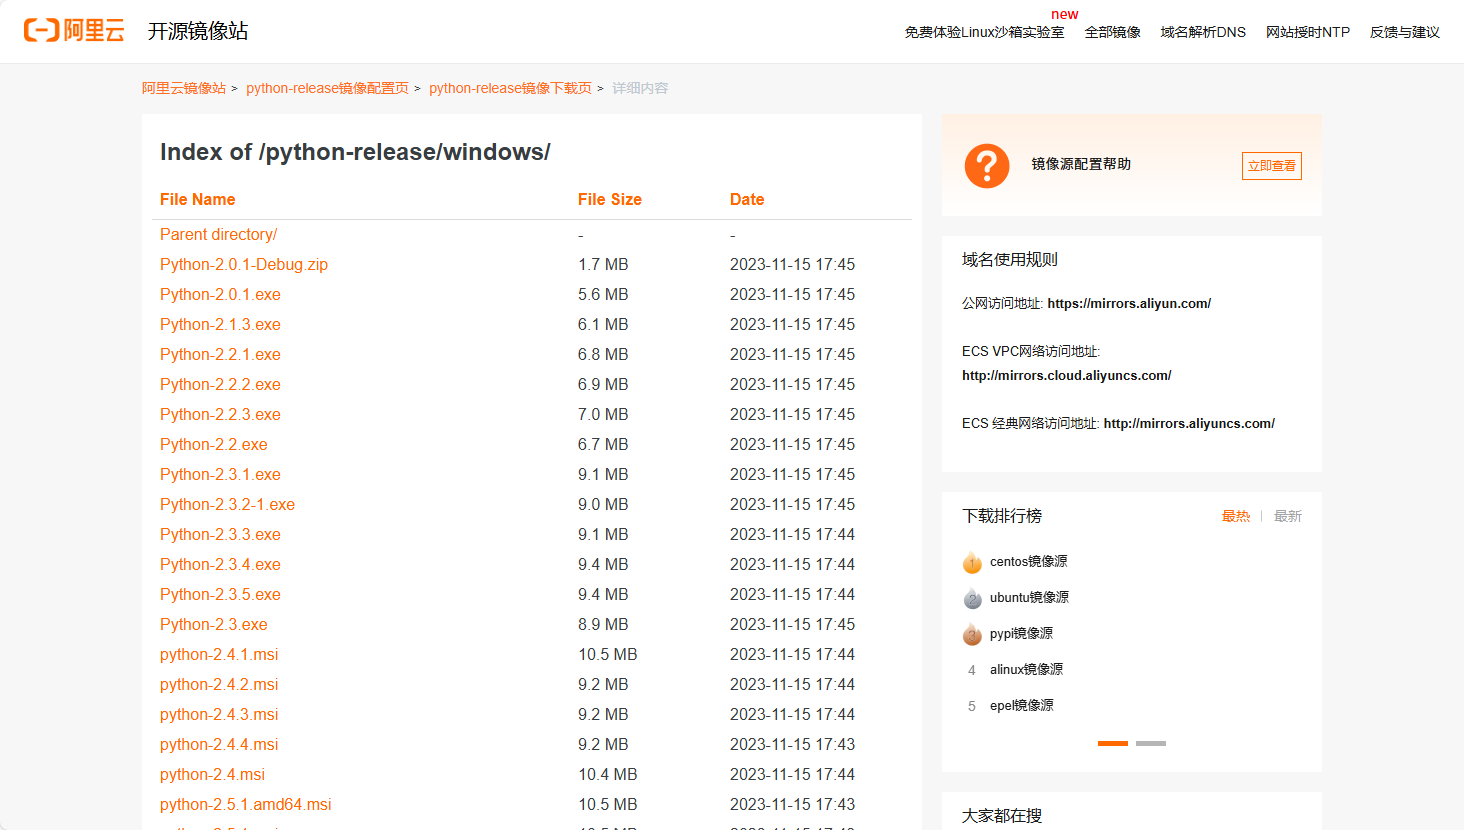 阿里云 开源镜像站
免费体验Linux沙箱实验室 new 全部镜像 域名解析DNS 网站授时NTP 反馈与建议
阿里云镜像站 > python-release镜像配置页 > python-release镜像下载页 > 详细内容
Index of /python-release/windows/
File Name File Size Date
Parent directory/ - -
Python-2.0.1-Debug.zip 1.7 MB 2023-11-15 17:45
Python-2.0.1.exe 5.6 MB 2023-11-15 17:45
Python-2.1.3.exe 6.1 MB 2023-11-15 17:45
Python-2.2.1.exe 6.8 MB 2023-11-15 17:45
Python-2.2.2.exe 6.9 MB 2023-11-15 17:45
Python-2.2.3.exe 7.0 MB 2023-11-15 17:45
Python-2.2.exe 6.7 MB 2023-11-15 17:45
Python-2.3.1.exe 9.1 MB 2023-11-15 17:45
Python-2.3.2-1.exe 9.0 MB 2023-11-15 17:45
Python-2.3.3.exe 9.1 MB 2023-11-15 17:44
Python-2.3.4.exe 9.4 MB 2023-11-15 17:44
Python-2.3.5.exe 9.4 MB 2023-11-15 17:44
Python-2.3.exe 8.9 MB 2023-11-15 17:45
python-2.4.1.msi 10.5 MB 2023-11-15 17:44
python-2.4.2.msi 9.2 MB 2023-11-15 17:44
python-2.4.3.msi 9.2 MB 2023-11-15 17:44
python-2.4.4.msi 9.2 MB 2023-11-15 17:43
python-2.4.msi 10.4 MB 2023-11-15 17:44
python-2.5.1.amd64.msi 10.5 MB 2023-11-15 17:43
镜像源配置帮助 立即查看
域名使用规则
公网访问地址: https://mirrors.aliyun.com/
ECS VPC网络访问地址:
http://mirrors.cloud.aliyuncs.com/
ECS 经典网络访问地址: http://mirrors.aliyuncs.com/
下载排行榜 最热 最新
1 centos镜像源
2 ubuntu镜像源
3 pypi镜像源
4 alinux镜像源
5 epel镜像源
大家都在搜